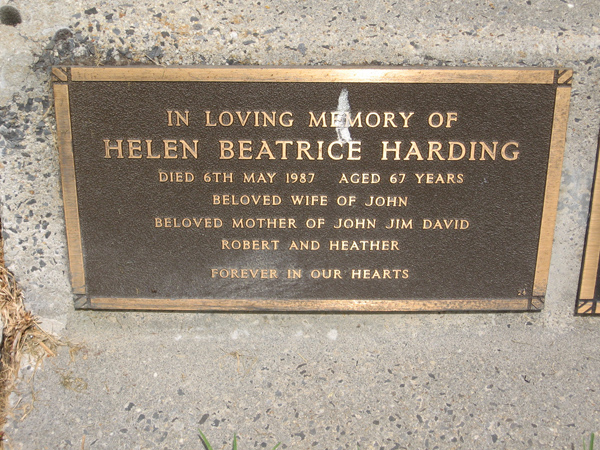 IN LOVING MEMORY OF
HELEN BEATRICE HARDING
DIED 6TH MAY 1987 AGED 67 YEARS
BELOVED WIFE OF JOHN
BELOVED MOTHER OF JOHN JIM DAVID
ROBERT AND HEATHER
FOREVER IN OUR HEARTS